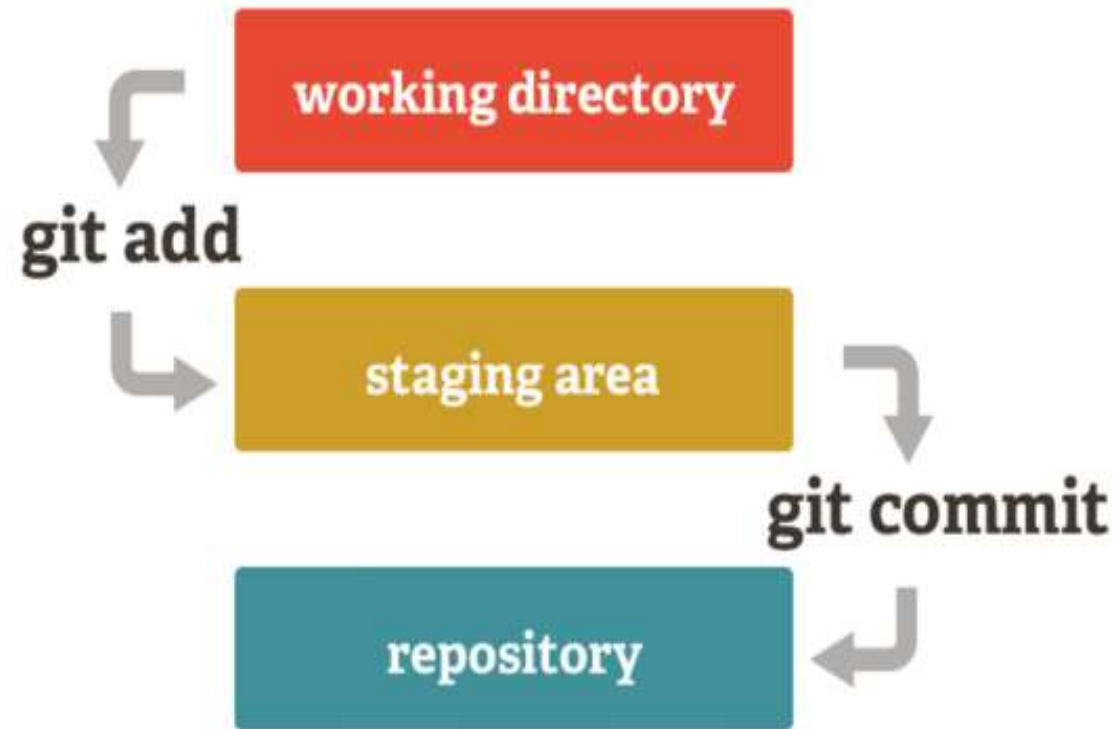 working directory
git add
staging area
git commit
repository